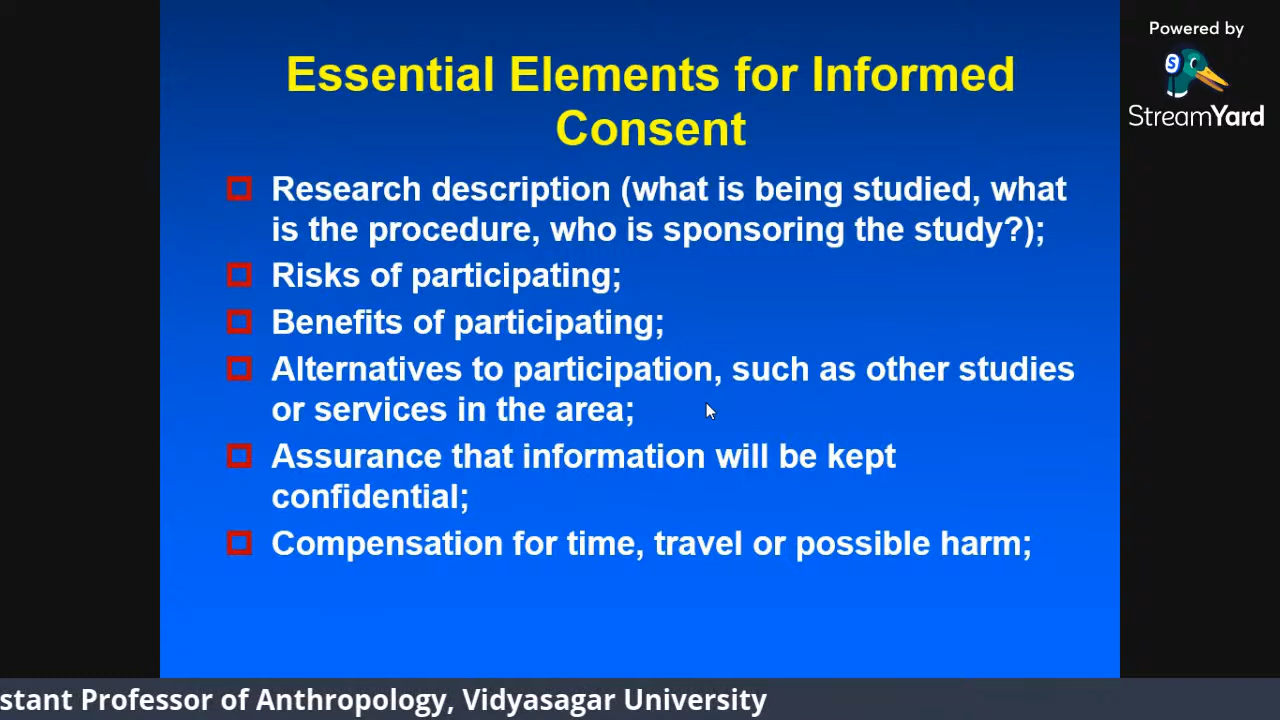 Essential Elements for Informed
Consent
Research description (what is being studied, what
is the procedure, who is sponsoring the study?);
Risks of participating;
Benefits of participating;
Alternatives to participation, such as other studies
or services in the area;
Assurance that information will be kept
confidential;
Compensation for time, travel or possible harm;
Powered by
S
StreamYard
stant Professor of Anthropology, Vidyasagar University